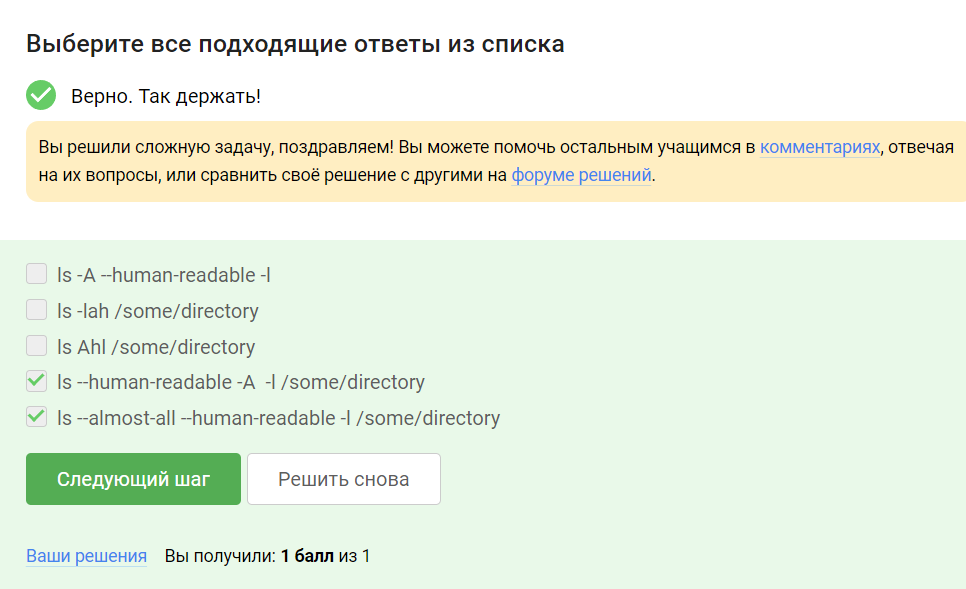 Выберите все подходящие ответы из списка
Верно. Так держать!
Вы решили сложную задачу, поздравляем! Вы можете помочь остальным учащимся в комментариях, отвечая
на их вопросы, или сравнить своё решение с другими на форуме решений.
ls -A --human-readable -l
ls -lah /some/directory
ls Ahl /some/directory
ls --human-readable -A  -l /some/directory
ls --almost-all --human-readable -l /some/directory
Следующий шаг Решить снова
Ваши решения Вы получили: 1 балл из 1